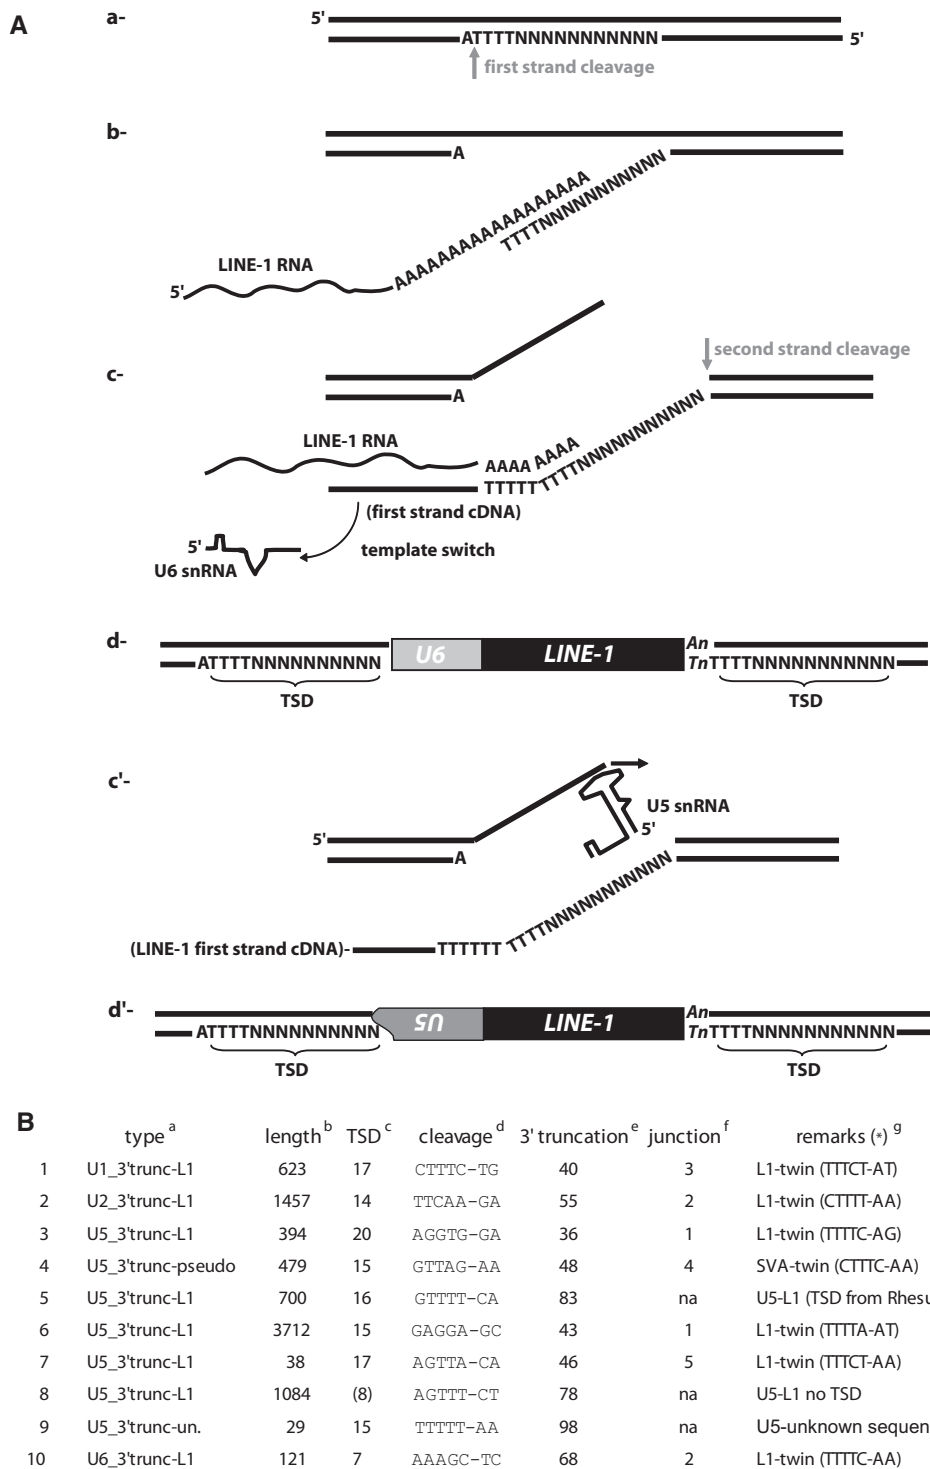 A
a-
5'
ATTTTNNNNNNNNNNN
5'
first strand cleavage
b-
A
AAAAAAAAAAAAAAAAAA
TTTTNNNNNNNNNNN
LINE-1 RNA
5'
second strand cleavage
c-
A
LINE-1 RNA
AAAA AAAA
TTTTTTTTTNNNNNNNNNNN
(first strand cDNA)
5'
template switch
U6 snRNA
d-
U6 LINE-1
An
ATTTTNNNNNNNNNN
TnTTTTNNNNNNNNNNN
TSD
TSD
c'-
U5 snRNA
5'
5'
A
TTTTNNNNNNNNNNN
(LINE-1 first strand cDNA)-
TTTTTT
d'-
U5 LINE-1
An
ATTTTNNNNNNNNNN
TnTTTTNNNNNNNNNNN
TSD
TSD
B
type a length b TSD c cleavage d 3' truncation e junction f remarks (*) g
1 U1_3'trunc-L1 623 17 CTTTC-TG 40 3 L1-twin (TTTCT-AT)
2 U2_3'trunc-L1 1457 14 TTCAA-GA 55 2 L1-twin (CTTTT-AA)
3 U5_3'trunc-L1 394 20 AGGTG-GA 36 1 L1-twin (TTTTC-AG)
4 U5_3'trunc-pseudo 479 15 GTTAG-AA 48 4 SVA-twin (CTTTC-AA)
5 U5_3'trunc-L1 700 16 GTTTT-CA 83 na U5-L1 (TSD from Rhesu
6 U5_3'trunc-L1 3712 15 GAGGA-GC 43 1 L1-twin (TTTTA-AT)
7 U5_3'trunc-L1 38 17 AGTTA-CA 46 5 L1-twin (TTTCT-AA)
8 U5_3'trunc-L1 1084 (8) AGTTT-CT 78 na U5-L1 no TSD
9 U5_3'trunc-un. 29 15 TTTTT-AA 98 na U5-unknown sequen
10 U6_3'trunc-L1 121 7 AAAGC-TC 68 2 L1-twin (TTTTC-AA)